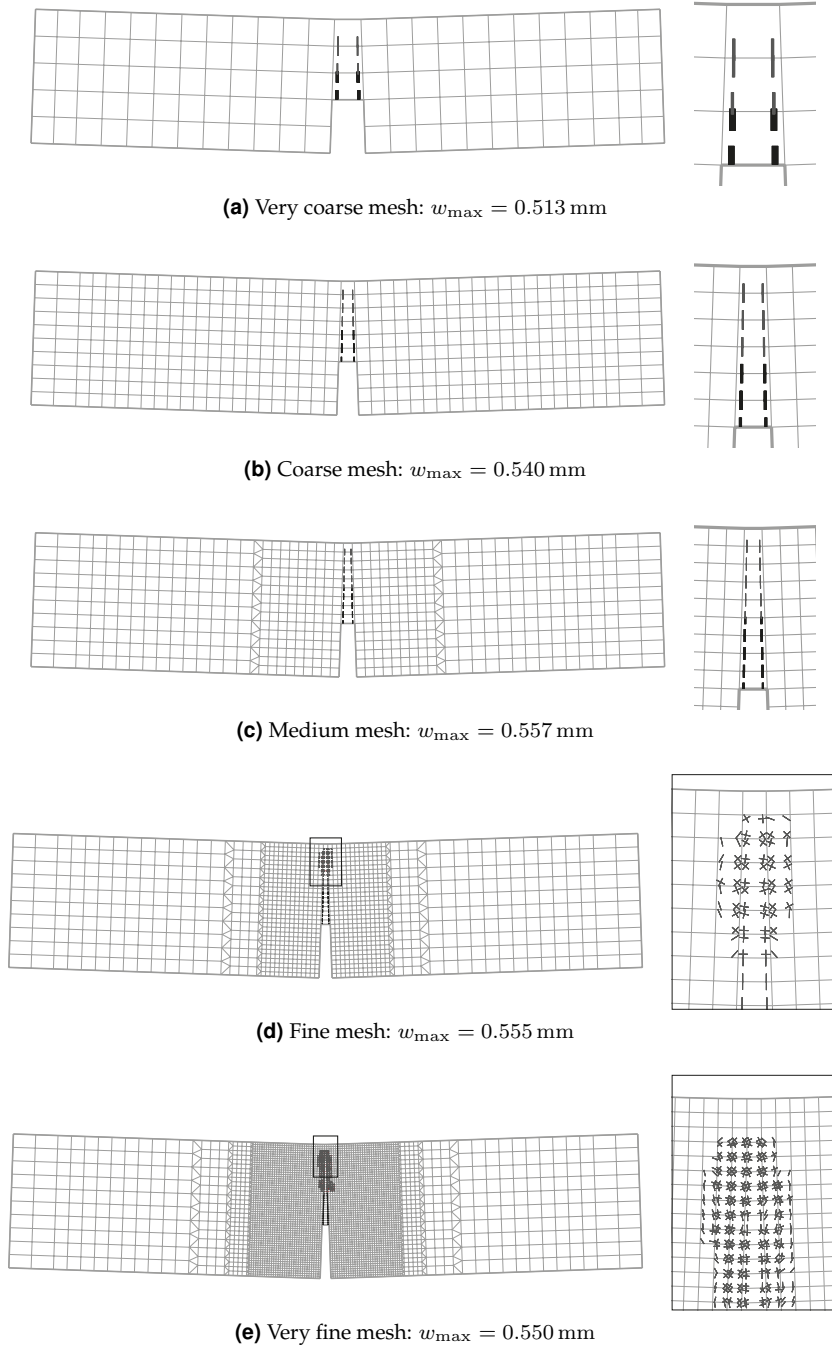 (a) Very coarse mesh: w_max = 0.513 mm
(b) Coarse mesh: w_max = 0.540 mm
(c) Medium mesh: w_max = 0.557 mm
(d) Fine mesh: w_max = 0.555 mm
(e) Very fine mesh: w_max = 0.550 mm